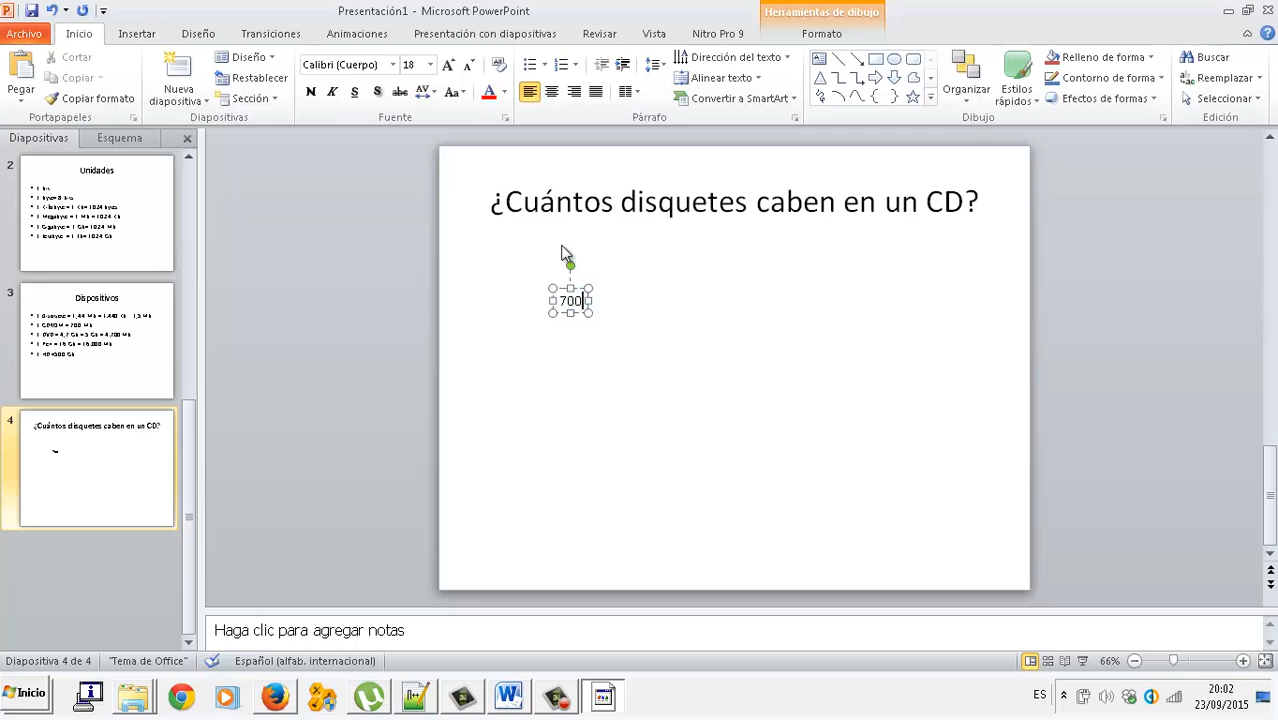 Presentación1 - Microsoft PowerPoint
Herramientas de dibujo
Archivo Inicio Insertar Diseño Transiciones Animaciones Presentación con diapositivas Revisar Vista Nitro Pro 9 Formato
Pegar
Cortar
Copiar
Copiar formato
Portapapeles
Nueva diapositiva
Diseño
Restablecer
Sección
Diapositivas
Calibri (Cuerpo) 18
N K S S abc AV Aa A
Fuente
Dirección del texto
Alinear texto
Convertir a SmartArt
Párrafo
Organizar
Estilos rápidos
Relleno de forma
Contorno de forma
Efectos de formas
Dibujo
Buscar
Reemplazar
Seleccionar
Edición
Diapositivas Esquema
2
Unidades
3
Dispositivos
4
¿Cuántos disquetes caben en un CD?
¿Cuántos disquetes caben en un CD?
700
Haga clic para agregar notas
Diapositiva 4 de 4 "Tema de Office" Español (alfab. internacional) 66%
Inicio
ES
20:02
23/09/2015